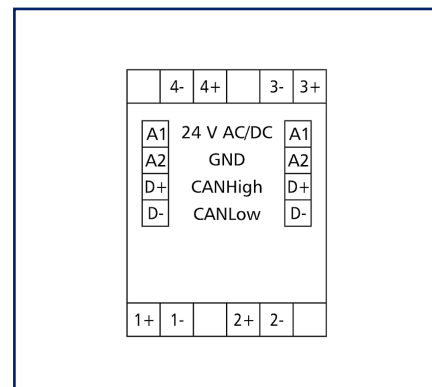 4- 4+ 3- 3+
A1 24 V AC/DC A1
A2 GND A2
D+ CANHigh D+
D- CANLow D-
1+ 1- 2+ 2-